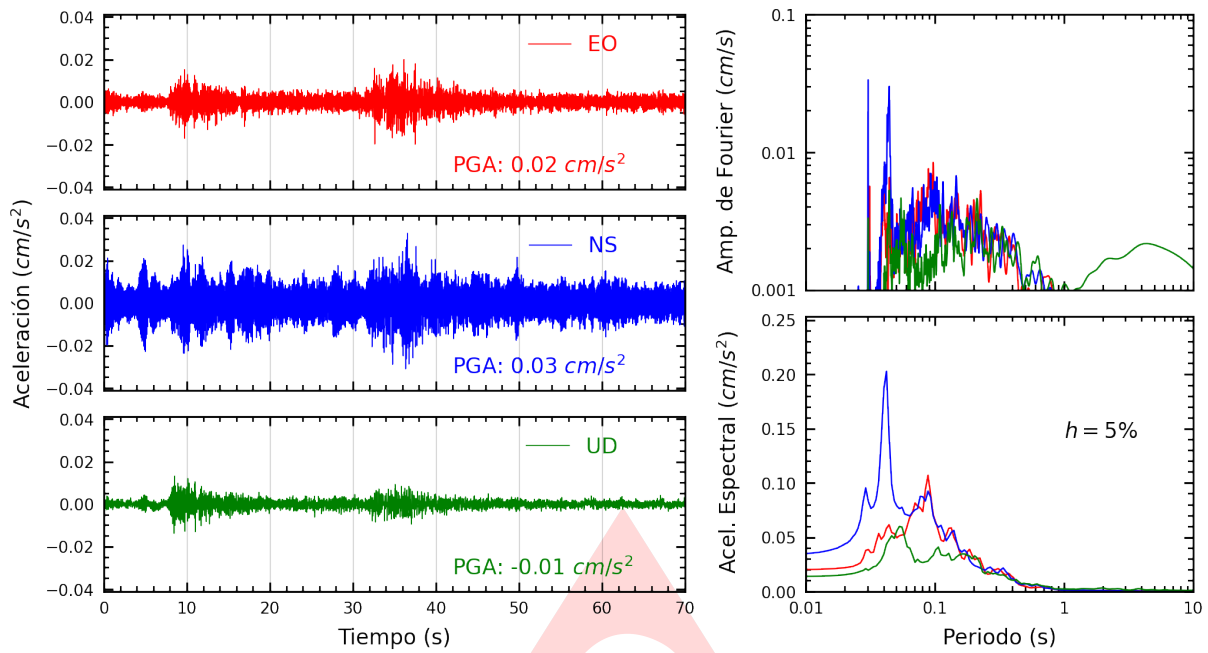 Aceleración (cm/s²)
0.04
0.02
0.00
−0.02
−0.04
EO
PGA: 0.02 cm/s²
0.04
0.02
0.00
−0.02
−0.04
NS
PGA: 0.03 cm/s²
0.04
0.02
0.00
−0.02
−0.04
UD
PGA: -0.01 cm/s²
0 10 20 30 40 50 60 70
Tiempo (s)
Amp. de Fourier (cm/s)
0.1
0.01
0.001
Acel. Espectral (cm/s²)
0.25
0.20
0.15
0.10
0.05
0.00
h = 5%
0.01 0.1 1 10
Periodo (s)